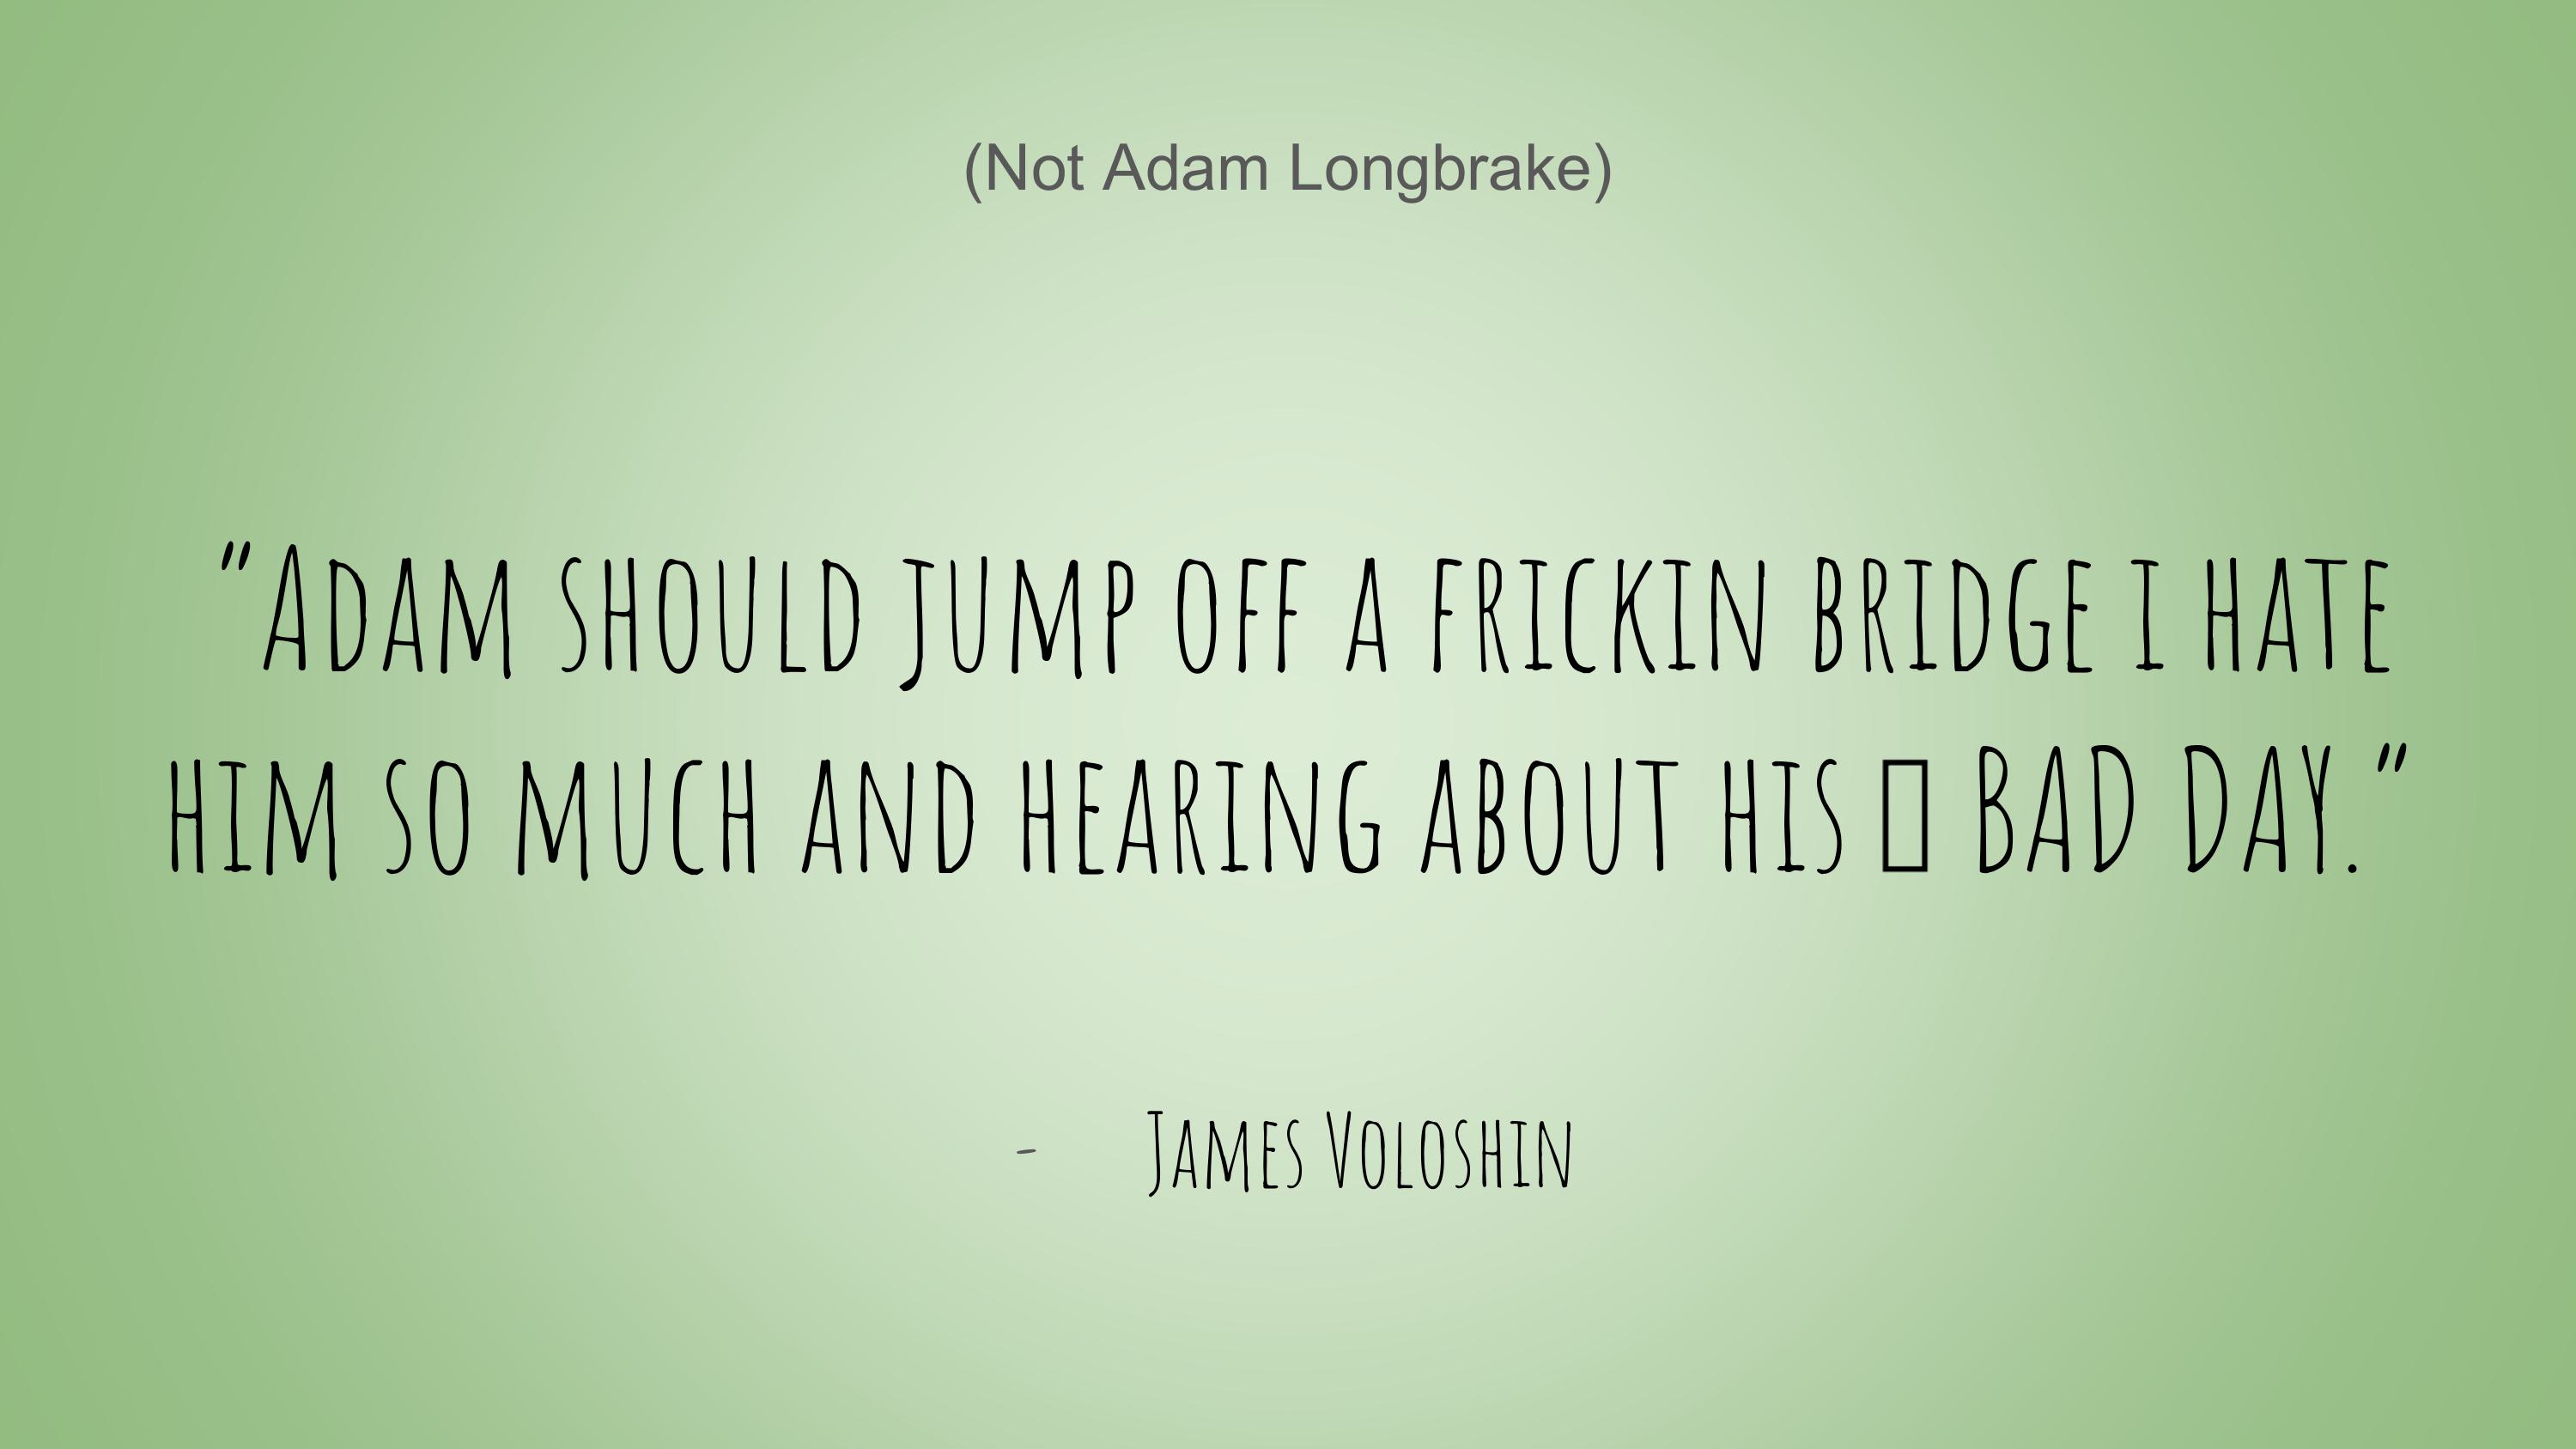 (Not Adam Longbrake)
“Adam should jump off a frickin bridge i hate
him so much and hearing about his  BAD DAY.”
- James Voloshin